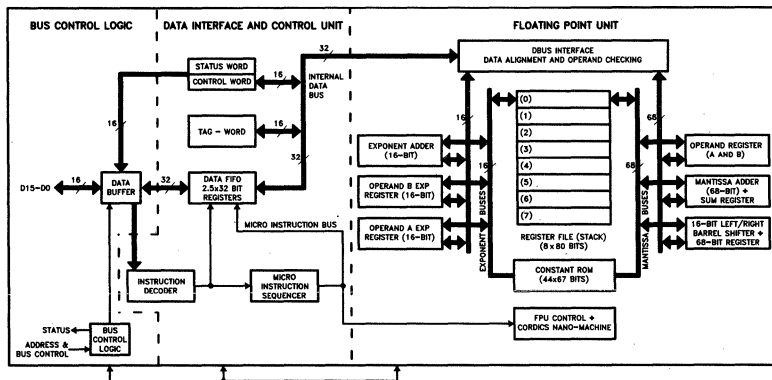 BUS CONTROL LOGIC
DATA INTERFACE AND CONTROL UNIT
FLOATING POINT UNIT
32
DBUS INTERFACE
DATA ALIGNMENT AND OPERAND CHECKING
STATUS WORD
CONTROL WORD
16
INTERNAL
DATA
BUS
16
TAG - WORD
16
32
D15-D0
16
DATA
BUFFER
32
DATA FIFO
2.5x32 BIT
REGISTERS
MICRO INSTRUCTION BUS
INSTRUCTION
DECODER
MICRO
INSTRUCTION
SEQUENCER
STATUS
ADDRESS &
BUS CONTROL
BUS
CONTROL
LOGIC
16
EXPONENT ADDER
(16-BIT)
OPERAND B EXP
REGISTER (16-BIT)
OPERAND A EXP
REGISTER (16-BIT)
16
EXPONENT BUSES
(0)
(1)
(2)
(3)
(4)
(5)
(6)
(7)
REGISTER FILE (STACK)
(8 x 80 BITS)
CONSTANT ROM
(44x67 BITS)
68
68
MANTISSA BUSES
OPERAND REGISTER
(A AND B)
MANTISSA ADDER
(68-BIT) +
SUM REGISTER
16-BIT LEFT/RIGHT
BARREL SHIFTER +
68-BIT REGISTER
FPU CONTROL +
CORDICS NANO-MACHINE